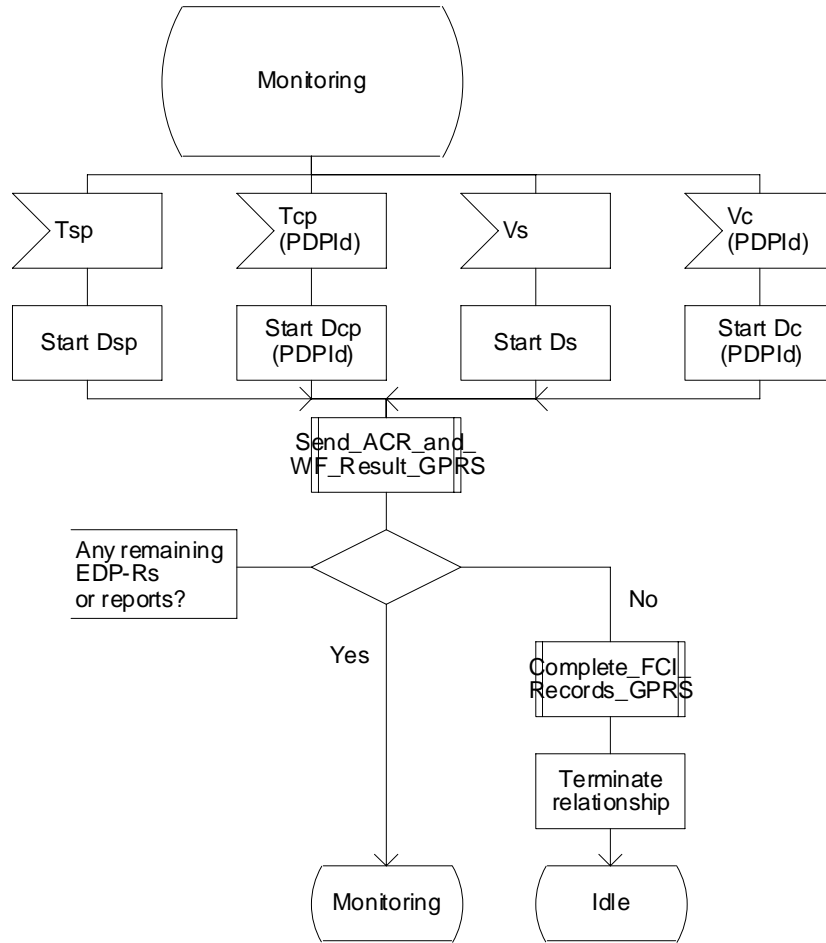 Monitoring
Tsp
Tcp
(PDPId)
Vs
Vc
(PDPId)
Start Dsp
Start Dcp
(PDPId)
Start Ds
Start Dc
(PDPId)
Send_ACR_and_
WF_Result_GPRS
Any remaining
EDP-Rs
or reports?
No
Yes
Complete_FCI_
Records_GPRS
Terminate
relationship
Monitoring
Idle